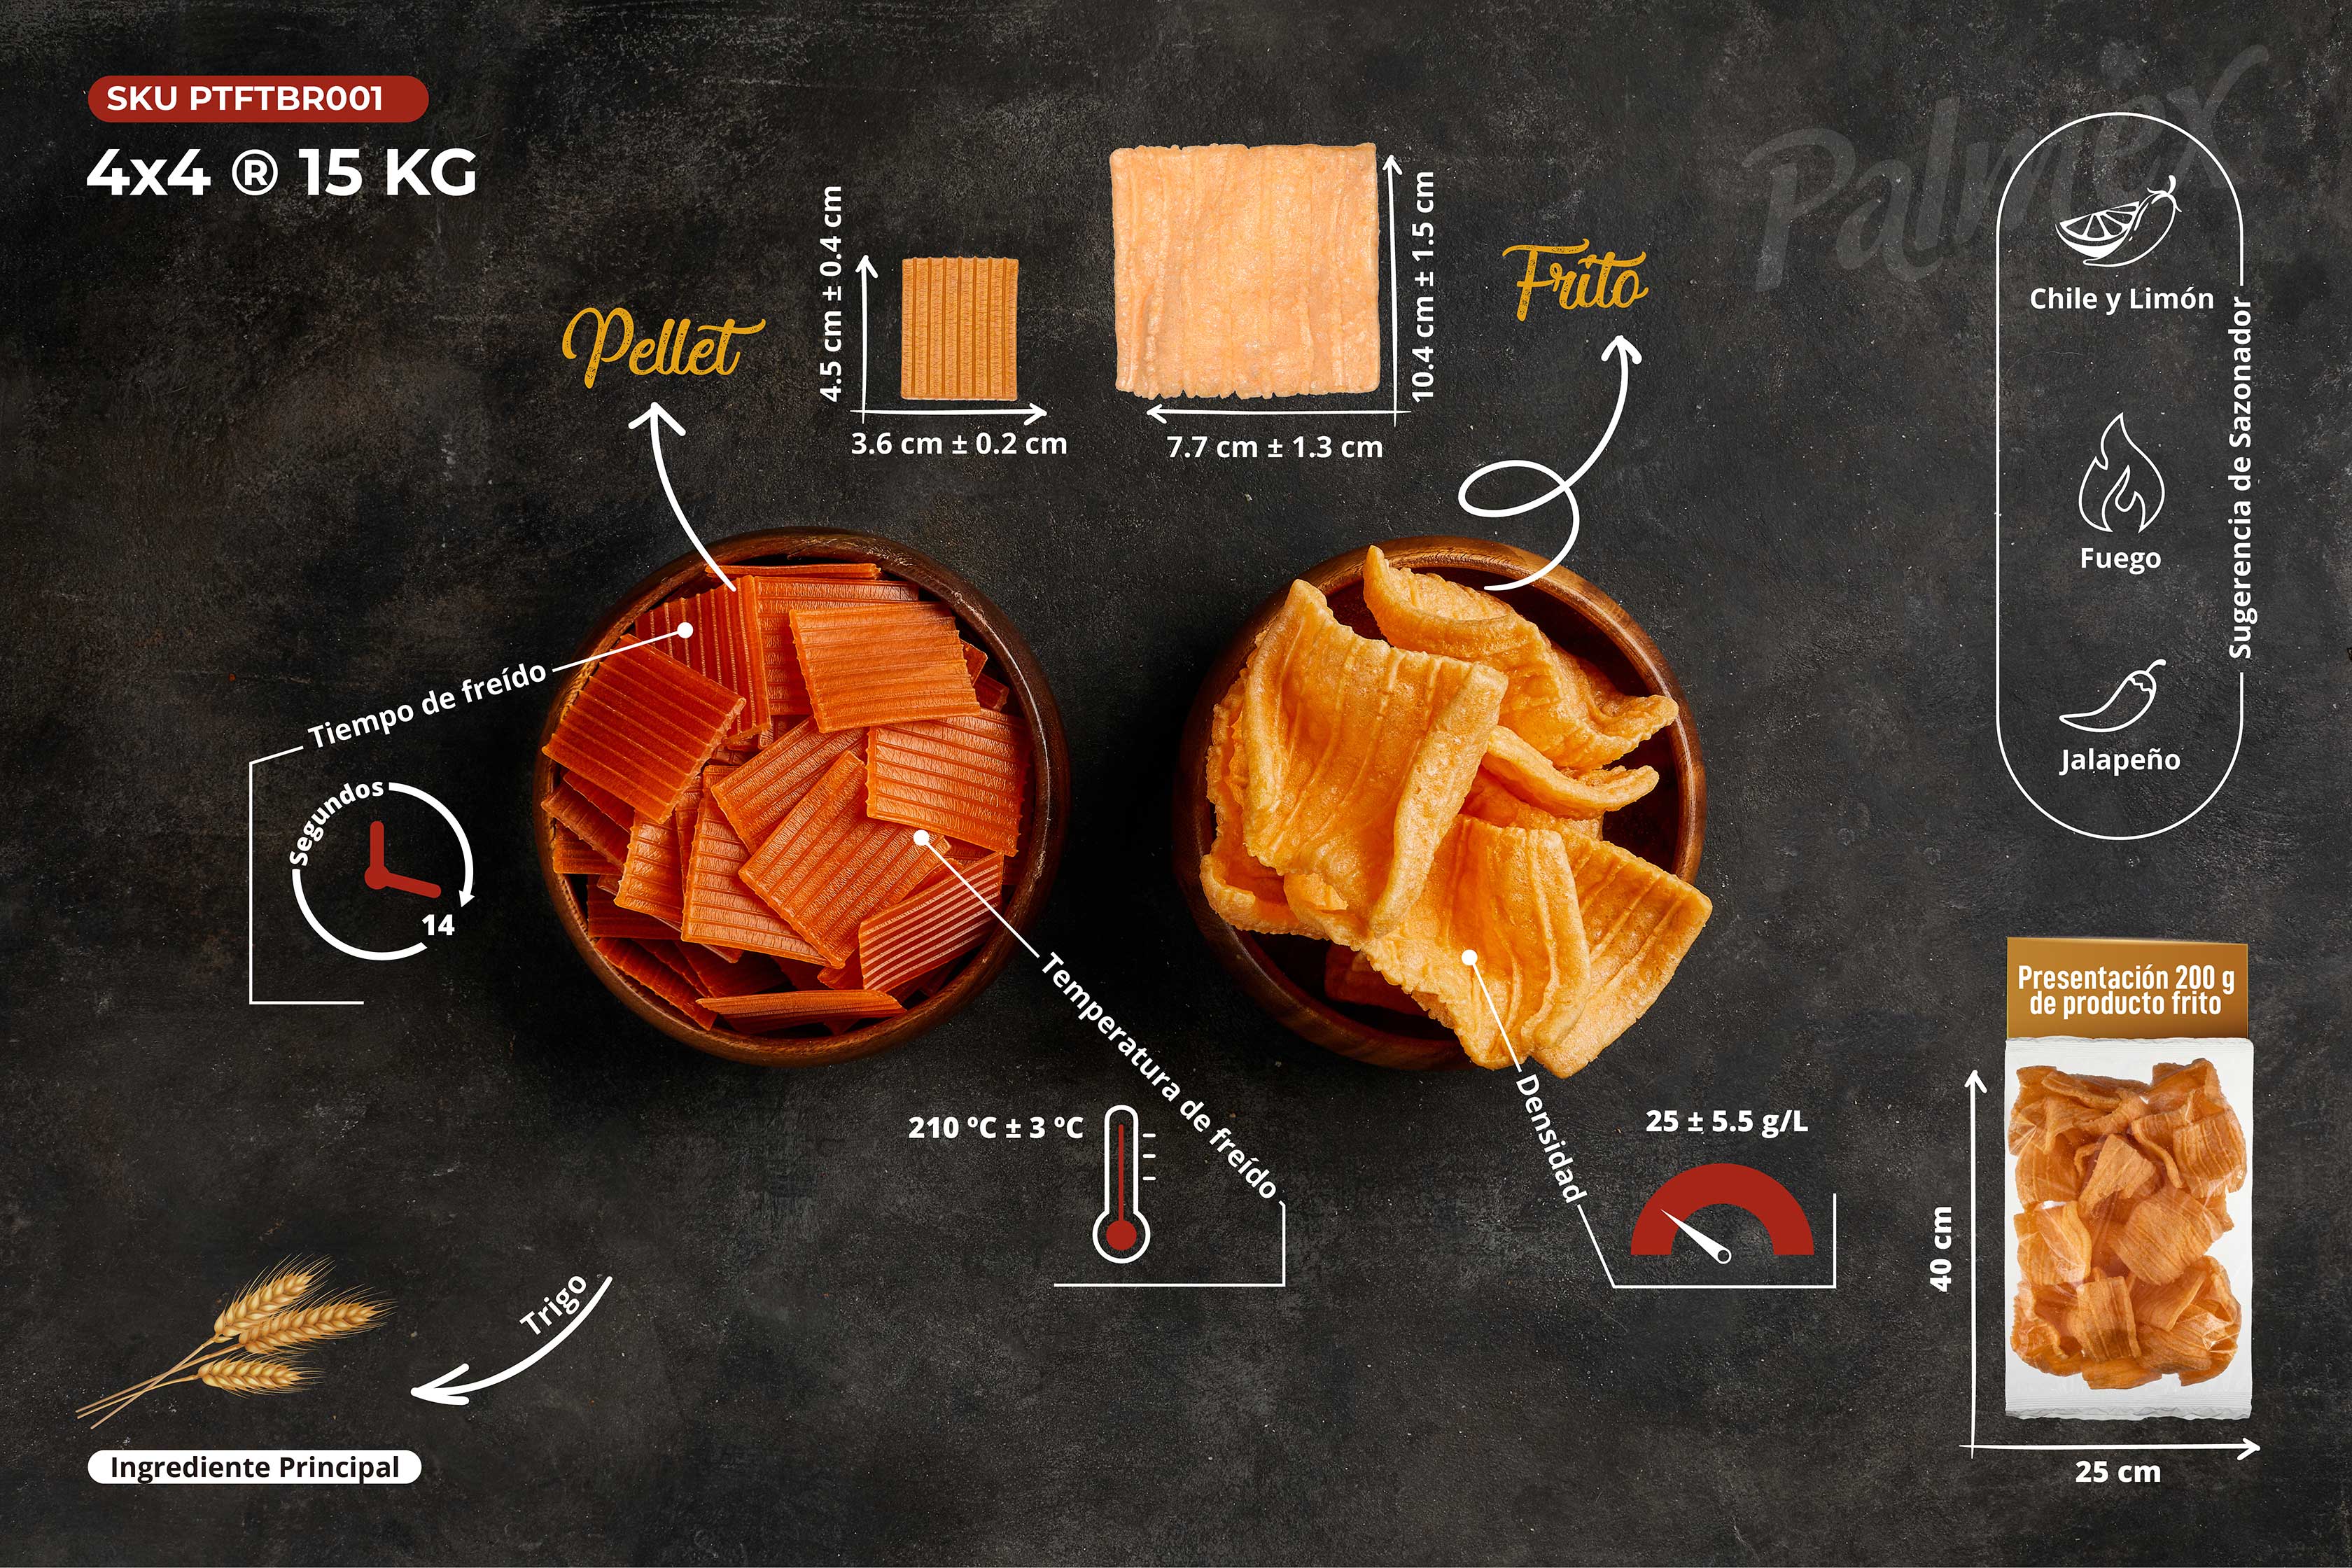 SKU PTFTBR001
4x4 ® 15 KG
Palmex
Pellet
4.5 cm ± 0.4 cm
3.6 cm ± 0.2 cm
10.4 cm ± 1.5 cm
7.7 cm ± 1.3 cm
Frito
Chile y Limón
Fuego
Jalapeño
Sugerencia de Sazonador
Tiempo de freído
Segundos
14
Temperatura de freído
210 ºC ± 3 ºC
Densidad
25 ± 5.5 g/L
Presentación 200 g
de producto frito
40 cm
25 cm
Trigo
Ingrediente Principal